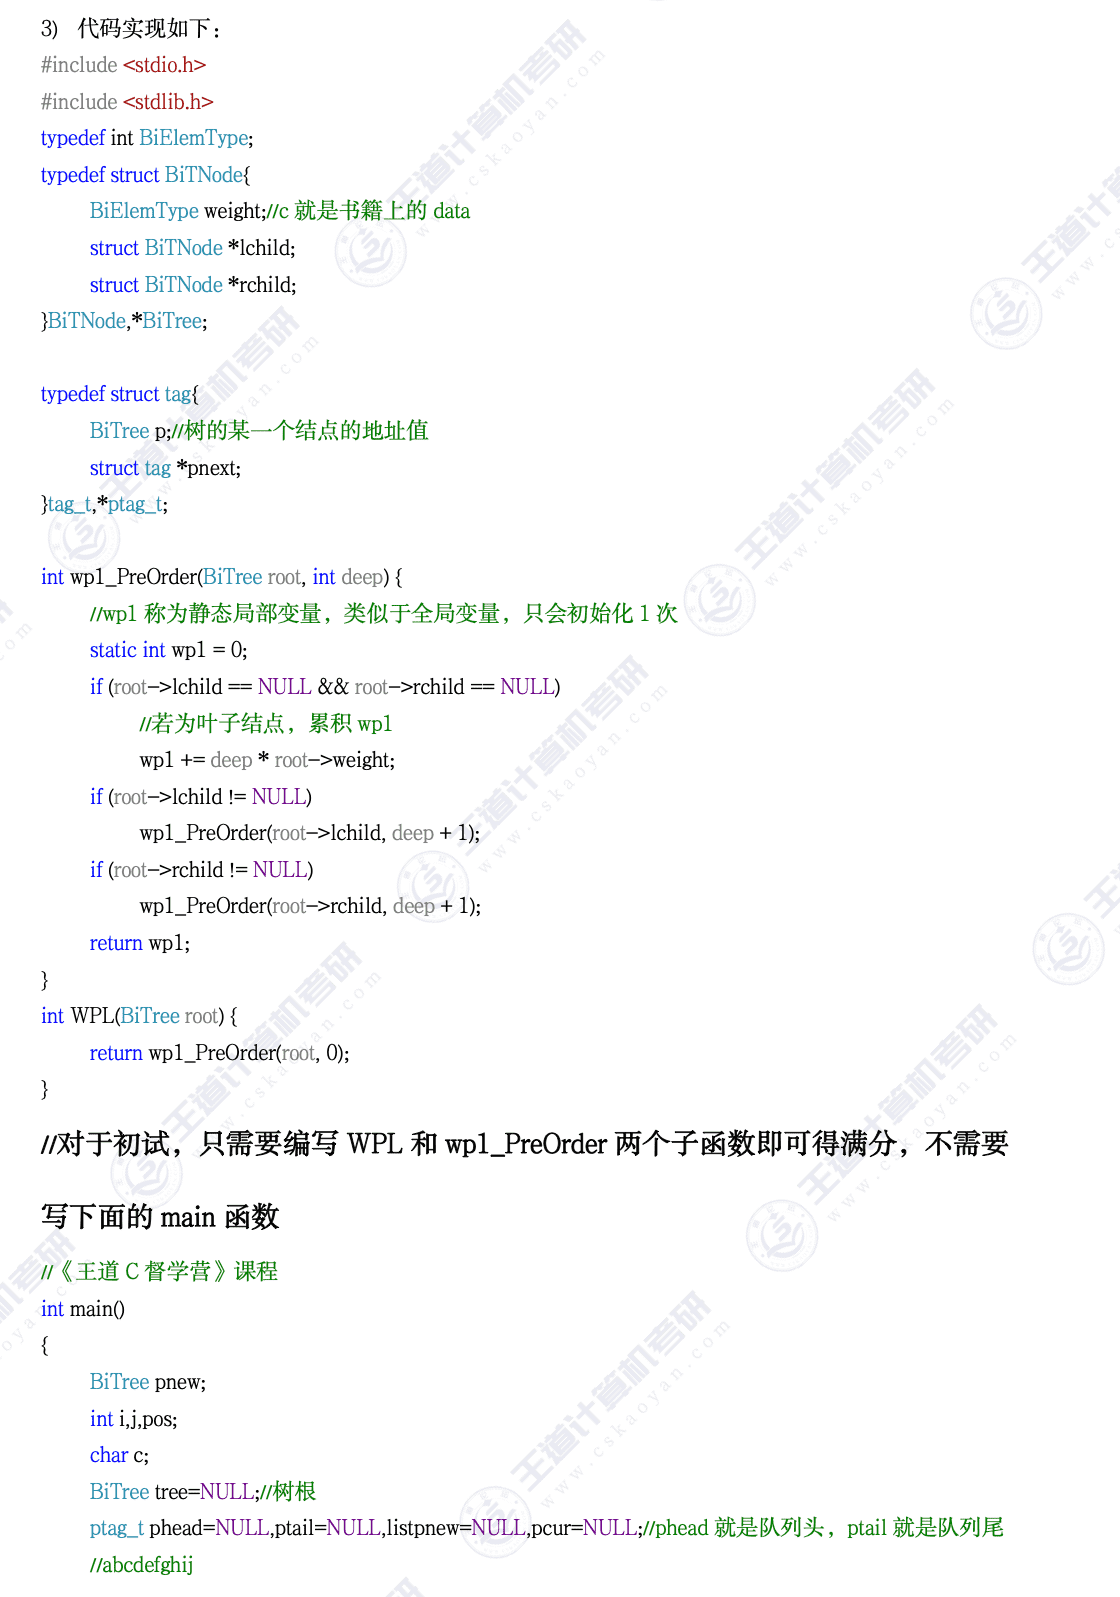 3) 代码实现如下：
#include <stdio.h>
#include <stdlib.h>
typedef int BiElemType;
typedef struct BiTNode{
BiElemType weight;//c 就是书籍上的 data
struct BiTNode *lchild;
struct BiTNode *rchild;
}BiTNode,*BiTree;
typedef struct tag{
BiTree p;//树的某一个结点的地址值
struct tag *pnext;
}tag_t,*ptag_t;
int wp1_PreOrder(BiTree root, int deep) {
//wp1 称为静态局部变量，类似于全局变量，只会初始化 1 次
static int wp1 = 0;
if (root->lchild == NULL && root->rchild == NULL)
//若为叶子结点，累积 wp1
wp1 += deep * root->weight;
if (root->lchild != NULL)
wp1_PreOrder(root->lchild, deep + 1);
if (root->rchild != NULL)
wp1_PreOrder(root->rchild, deep + 1);
return wp1;
}
int WPL(BiTree root) {
return wp1_PreOrder(root, 0);
}
//对于初试，只需要编写 WPL 和 wp1_PreOrder 两个子函数即可得满分，不需要
写下面的 main 函数
//《王道 C 督学营》课程
int main()
{
BiTree pnew;
int i,j,pos;
char c;
BiTree tree=NULL;//树根
ptag_t phead=NULL,ptail=NULL,listpnew=NULL,pcur=NULL;//phead 就是队列头，ptail 就是队列尾
//abcdefghij
王道计算机考研
www.cskaoyan.com